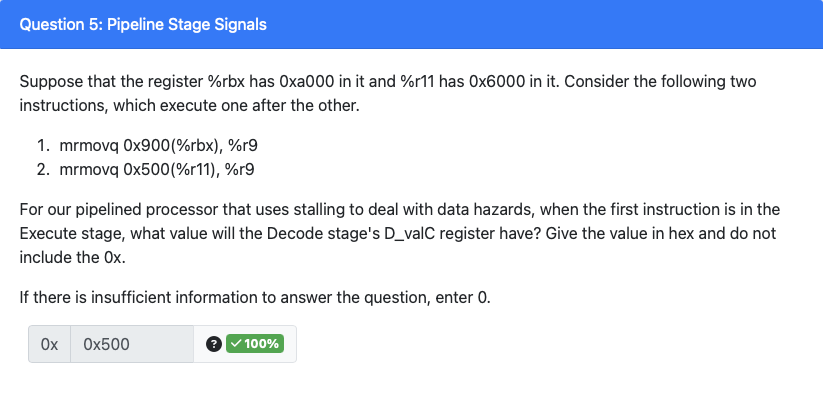 Question 5: Pipeline Stage Signals
Suppose that the register %rbx has 0xa000 in it and %r11 has 0x6000 in it. Consider the following two
instructions, which execute one after the other.
1. mrmovq 0x900(%rbx), %r9
2. mrmovq 0x500(%r11), %r9
For our pipelined processor that uses stalling to deal with data hazards, when the first instruction is in the
Execute stage, what value will the Decode stage's D_valC register have? Give the value in hex and do not
include the 0x.
If there is insufficient information to answer the question, enter 0.
0x 0x500 ? ✓ 100%